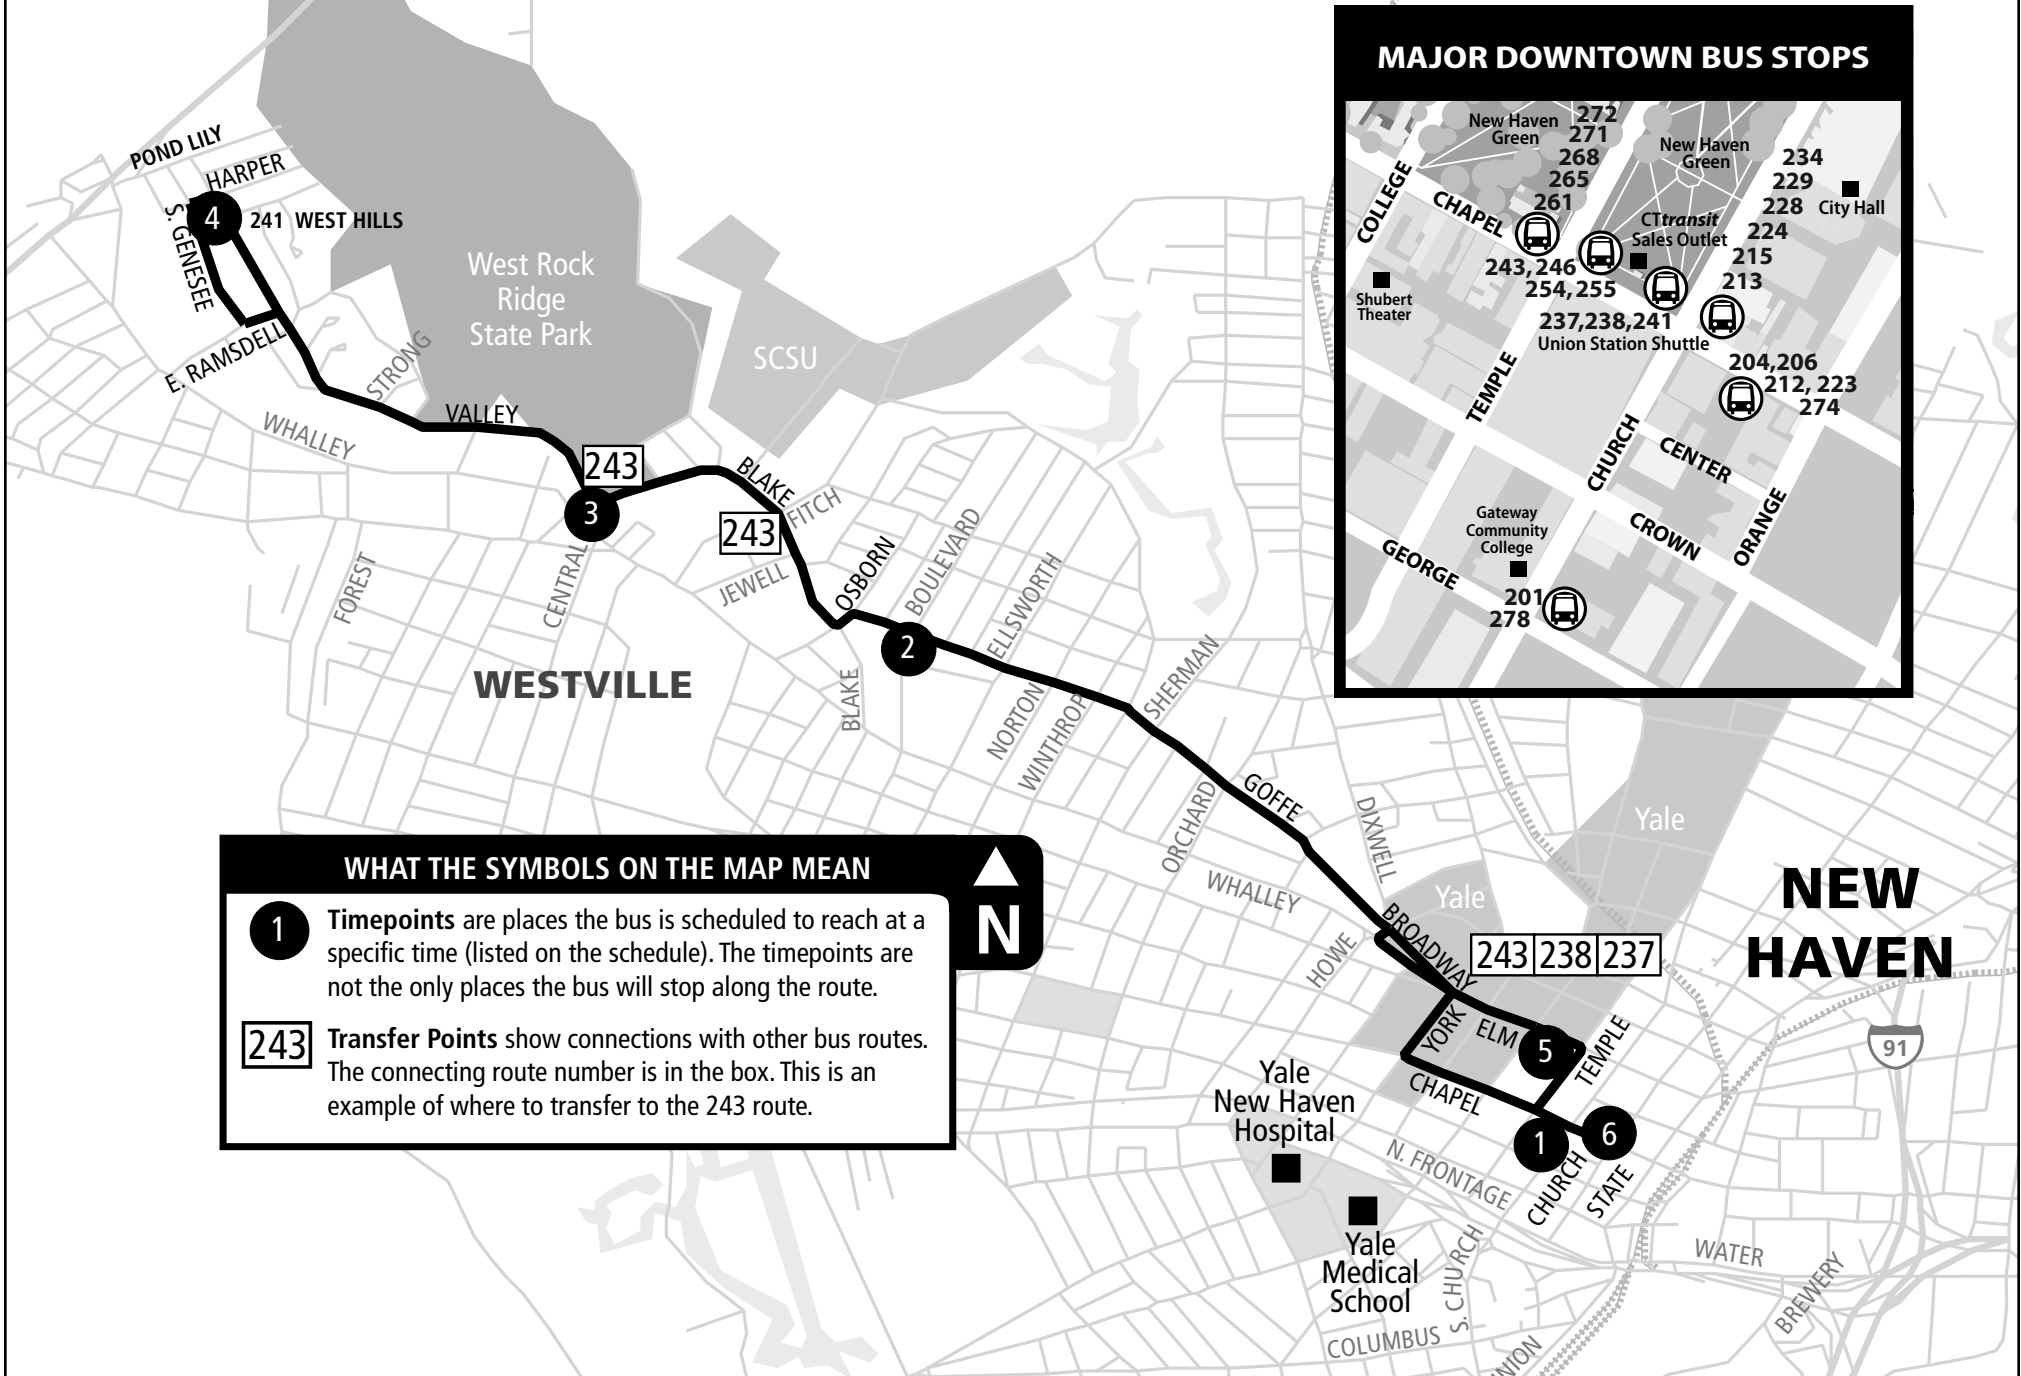 MAJOR DOWNTOWN BUS STOPS
New Haven
Green
272
271
268
265
261
New Haven
Green
234
229
228
224
215
213
City Hall
COLLEGE
CHAPEL
CTtransit
Sales Outlet
243, 246
254, 255
Shubert
Theater
237,238,241
Union Station Shuttle
204,206
212, 223
274
TEMPLE
CHURCH
CENTER
CROWN
ORANGE
GEORGE
Gateway
Community
College
201
278
POND LILY
HARPER
4
241 WEST HILLS
S. GENESEE
E. RAMSDELL
West Rock
Ridge
State Park
SCSU
STRONG
WHALLEY
VALLEY
243
3
BLAKE
FITCH
243
JEWELL
OSBORN
BOULEVARD
ELLSWORTH
FOREST
CENTRAL
2
WESTVILLE
BLAKE
NORTON
WINTHROP
SHERMAN
GOFFE
ORCHARD
DIXWELL
WHALLEY
Yale
Yale
NEW
HAVEN
BROADWAY
243 238 237
HOWE
YORK
ELM
5
TEMPLE
91
CHAPEL
1
6
CHURCH
STATE
Yale
New Haven
Hospital
N. FRONTAGE
Yale
Medical
School
S. CHURCH
COLUMBUS
WATER
BREWERY
WHAT THE SYMBOLS ON THE MAP MEAN
N
1
Timepoints are places the bus is scheduled to reach at a
specific time (listed on the schedule). The timepoints are
not the only places the bus will stop along the route.
243
Transfer Points show connections with other bus routes.
The connecting route number is in the box. This is an
example of where to transfer to the 243 route.